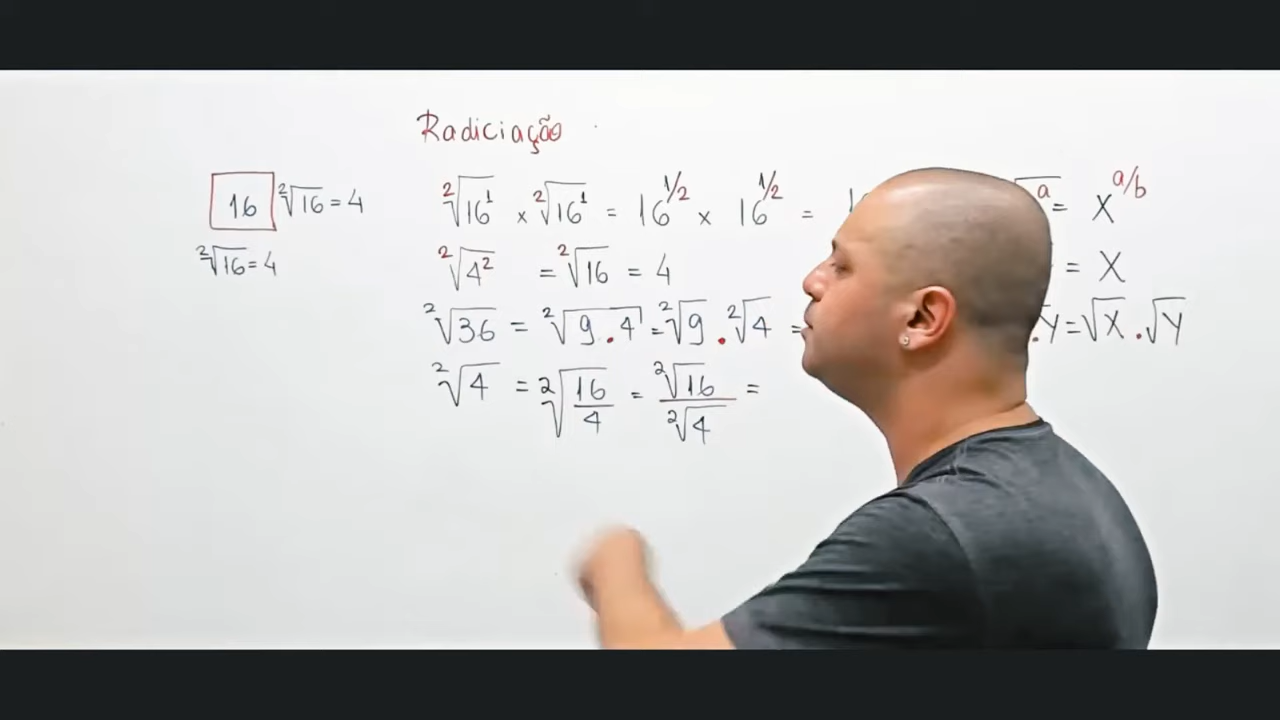 Radiciação
16 ²√16 = 4
²√16 = 4
²√16¹ × ²√16¹ = 16^1/2 × 16^1/2 = a = x^a/b
²√4² = ²√16 = 4 = x
²√36 = ²√9 . 4 = ²√9 . ²√4 = . y = √x . √y
²√4 = ²√16/4 = ²√16/²√4 =